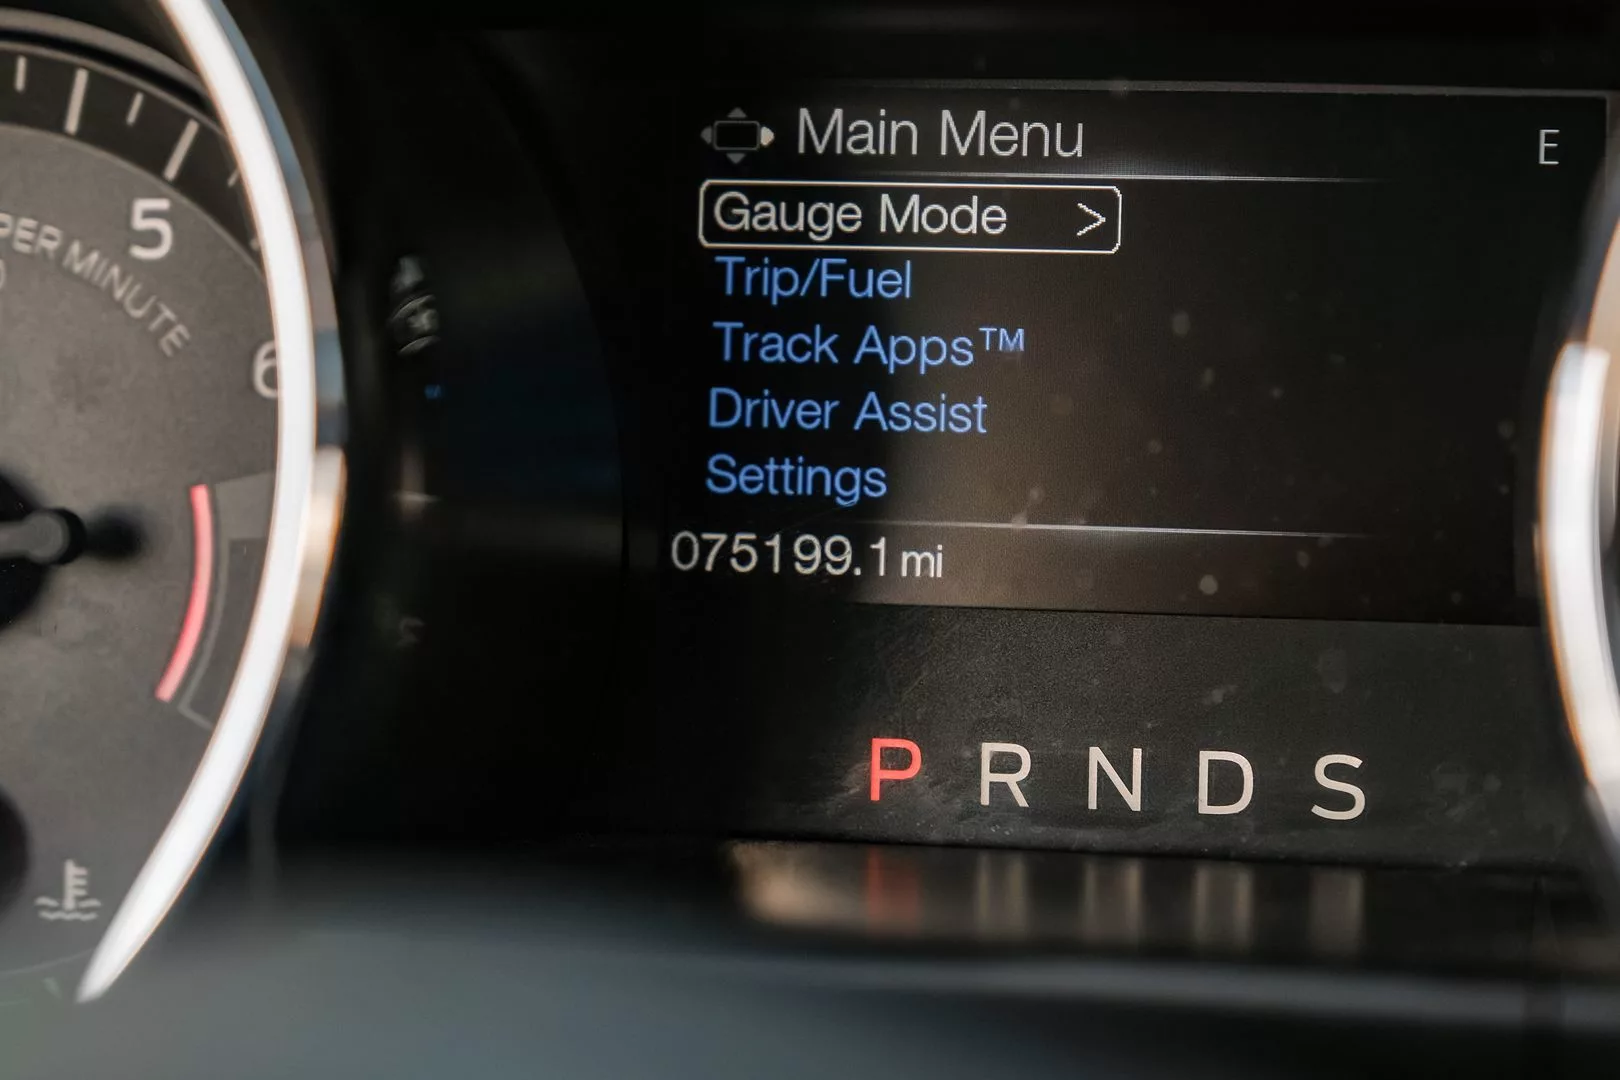 5
PER MINUTE
6
Main Menu
E
Gauge Mode >
Trip/Fuel
Track Apps™
Driver Assist
Settings
075199.1 mi
P R N D S